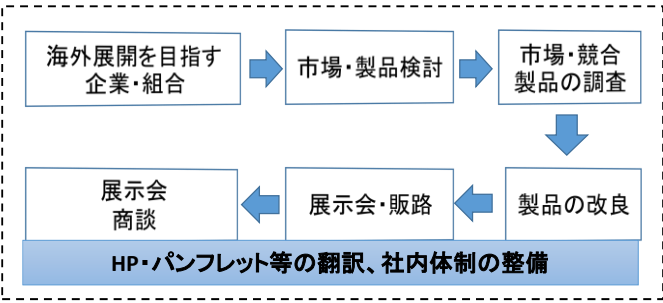 海外展開を目指す
企業・組合
市場・製品検討
市場・競合
製品の調査
製品の改良
展示会・販路
展示会
商談
HP・パンフレット等の翻訳、社内体制の整備